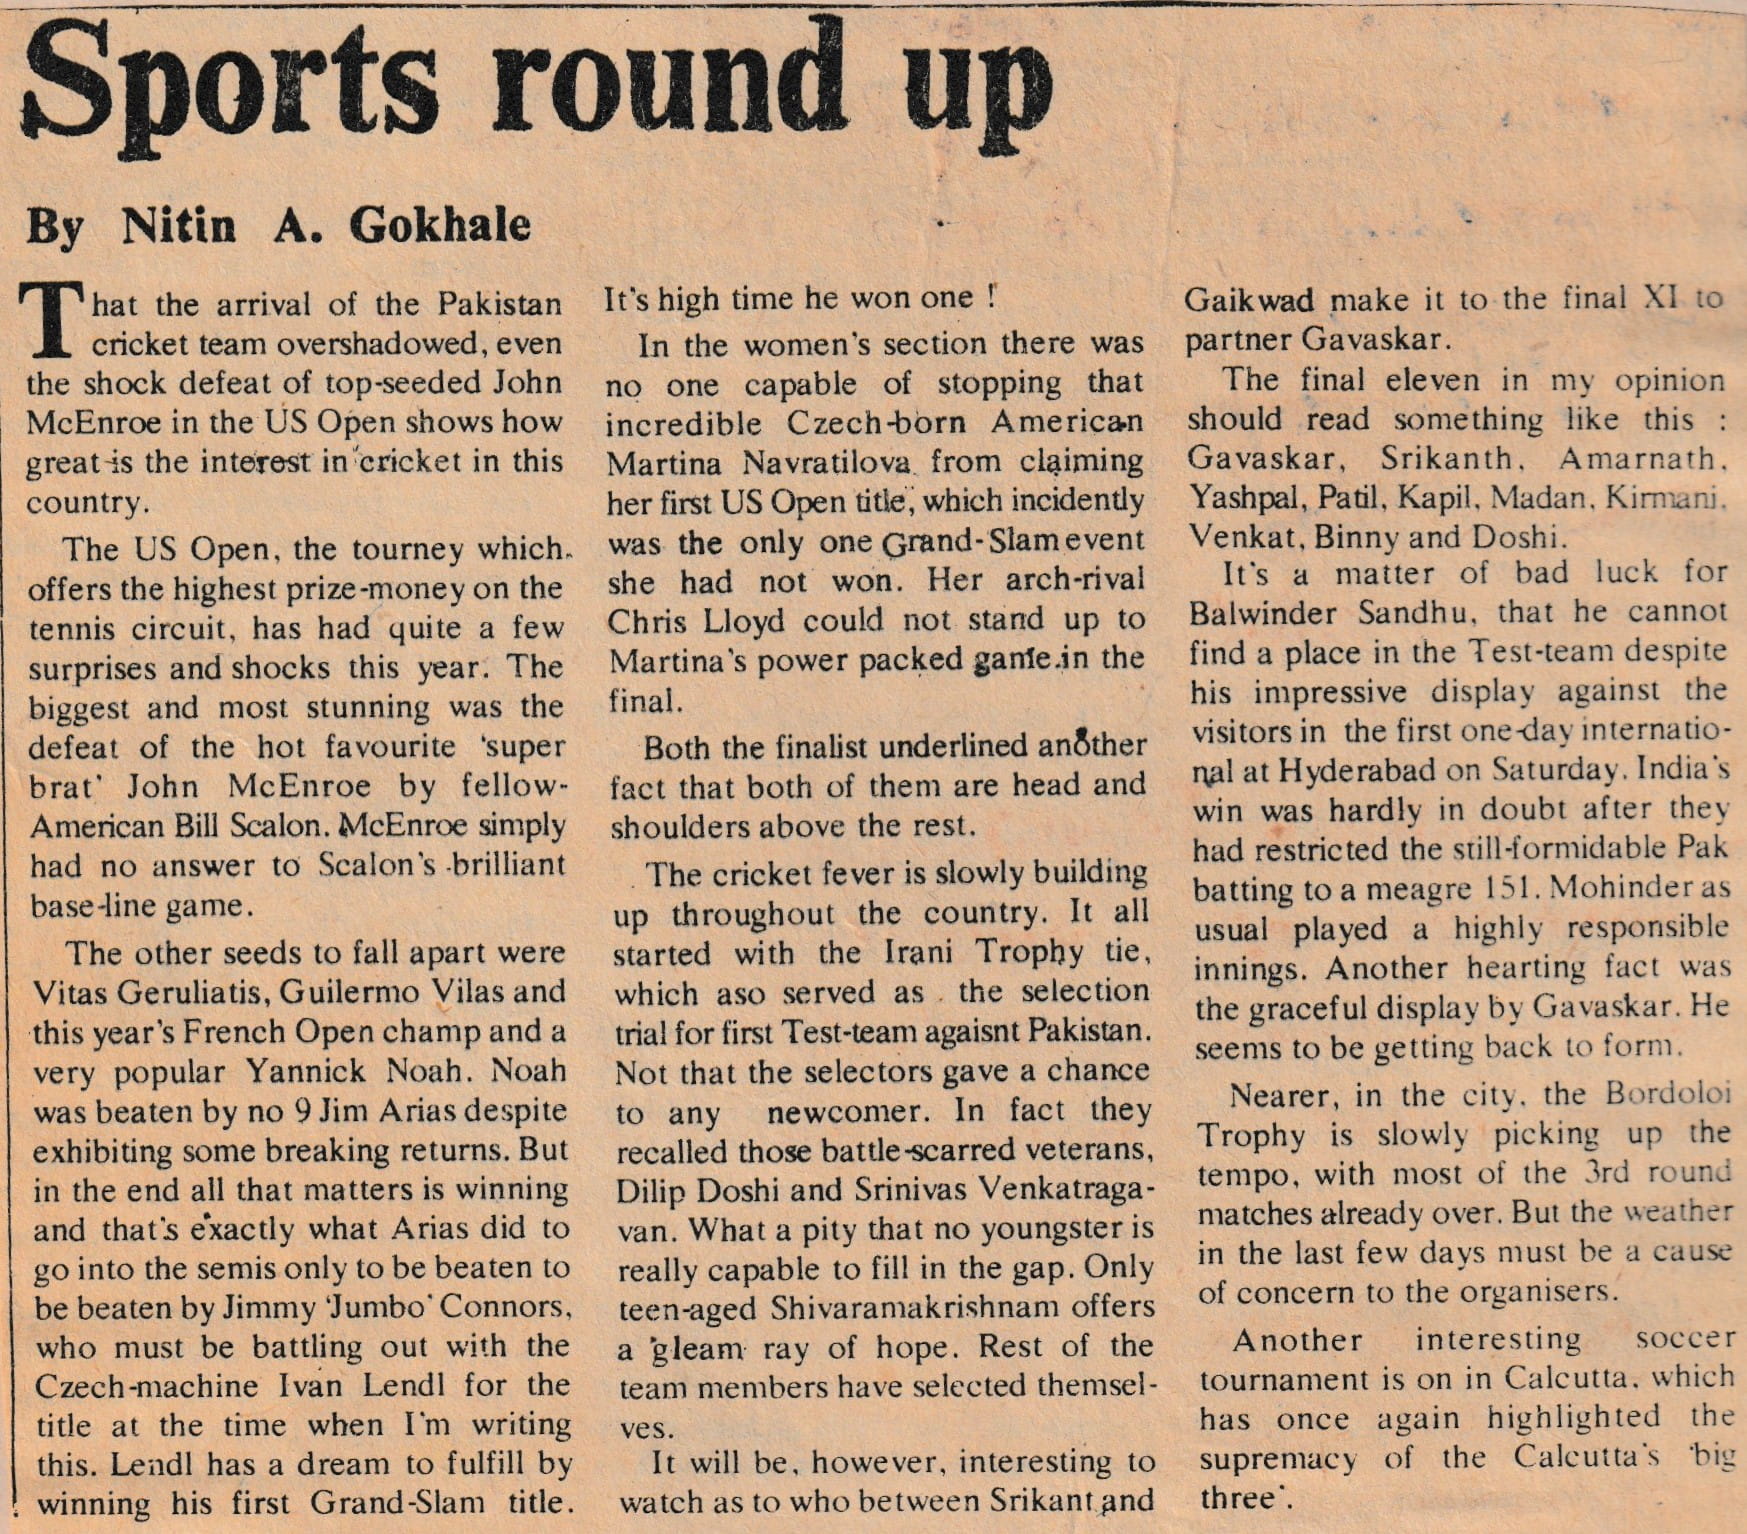 Sports round up
By Nitin A. Gokhale
That the arrival of the Pakistan
cricket team overshadowed, even
the shock defeat of top-seeded John
McEnroe in the US Open shows how
great is the interest in cricket in this
country.
The US Open, the tourney which
offers the highest prize-money on the
tennis circuit, has had quite a few
surprises and shocks this year. The
biggest and most stunning was the
defeat of the hot favourite 'super
brat' John McEnroe by fellow-
American Bill Scalon. McEnroe simply
had no answer to Scalon's brilliant
base-line game.
The other seeds to fall apart were
Vitas Geruliatis, Guilermo Vilas and
this year's French Open champ and a
very popular Yannick Noah. Noah
was beaten by no 9 Jim Arias despite
exhibiting some breaking returns. But
in the end all that matters is winning
and that's exactly what Arias did to
go into the semis only to be beaten to
be beaten by Jimmy 'Jumbo' Connors,
who must be battling out with the
Czech-machine Ivan Lendl for the
title at the time when I'm writing
this. Lendl has a dream to fulfill by
winning his first Grand-Slam title.
It's high time he won one !
In the women's section there was
no one capable of stopping that
incredible Czech-born American
Martina Navratilova from claiming
her first US Open title, which incidently
was the only one Grand-Slam event
she had not won. Her arch-rival
Chris Lloyd could not stand up to
Martina's power packed game in the
final.
Both the finalist underlined another
fact that both of them are head and
shoulders above the rest.
The cricket fever is slowly building
up throughout the country. It all
started with the Irani Trophy tie,
which aso served as the selection
trial for first Test-team agaisnt Pakistan.
Not that the selectors gave a chance
to any newcomer. In fact they
recalled those battle-scarred veterans,
Dilip Doshi and Srinivas Venkatraga-
van. What a pity that no youngster is
really capable to fill in the gap. Only
teen-aged Shivaramakrishnam offers
a gleam ray of hope. Rest of the
team members have selected themsel-
ves.
It will be, however, interesting to
watch as to who between Srikant and
Gaikwad make it to the final XI to
partner Gavaskar.
The final eleven in my opinion
should read something like this :
Gavaskar, Srikanth, Amarnath,
Yashpal, Patil, Kapil, Madan, Kirmani,
Venkat, Binny and Doshi.
It's a matter of bad luck for
Balwinder Sandhu, that he cannot
find a place in the Test-team despite
his impressive display against the
visitors in the first one-day internatio-
nal at Hyderabad on Saturday. India's
win was hardly in doubt after they
had restricted the still-formidable Pak
batting to a meagre 151. Mohinder as
usual played a highly responsible
innings. Another hearting fact was
the graceful display by Gavaskar. He
seems to be getting back to form.
Nearer, in the city, the Bordoloi
Trophy is slowly picking up the
tempo, with most of the 3rd round
matches already over. But the weather
in the last few days must be a cause
of concern to the organisers.
Another interesting soccer
tournament is on in Calcutta, which
has once again highlighted the
supremacy of the Calcutta's 'big
three'.